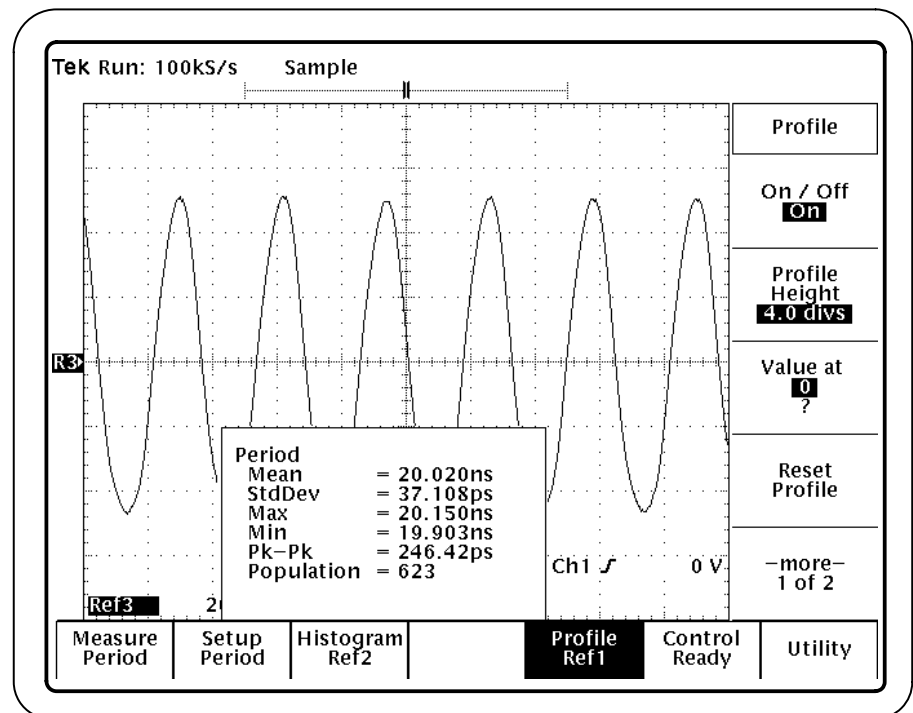 Tek Run: 100kS/s Sample
Profile
On / Off
On
Profile
Height
4.0 divs
R3
Value at
0
?
Period
Mean = 20.020ns
StdDev = 37.108ps
Max = 20.150ns
Min = 19.903ns
Pk-Pk = 246.42ps
Population = 623
Reset
Profile
Ch1 0 V
-more-
1 of 2
Ref3
Measure
Period
Setup
Period
Histogram
Ref2
Profile
Ref1
Control
Ready
Utility